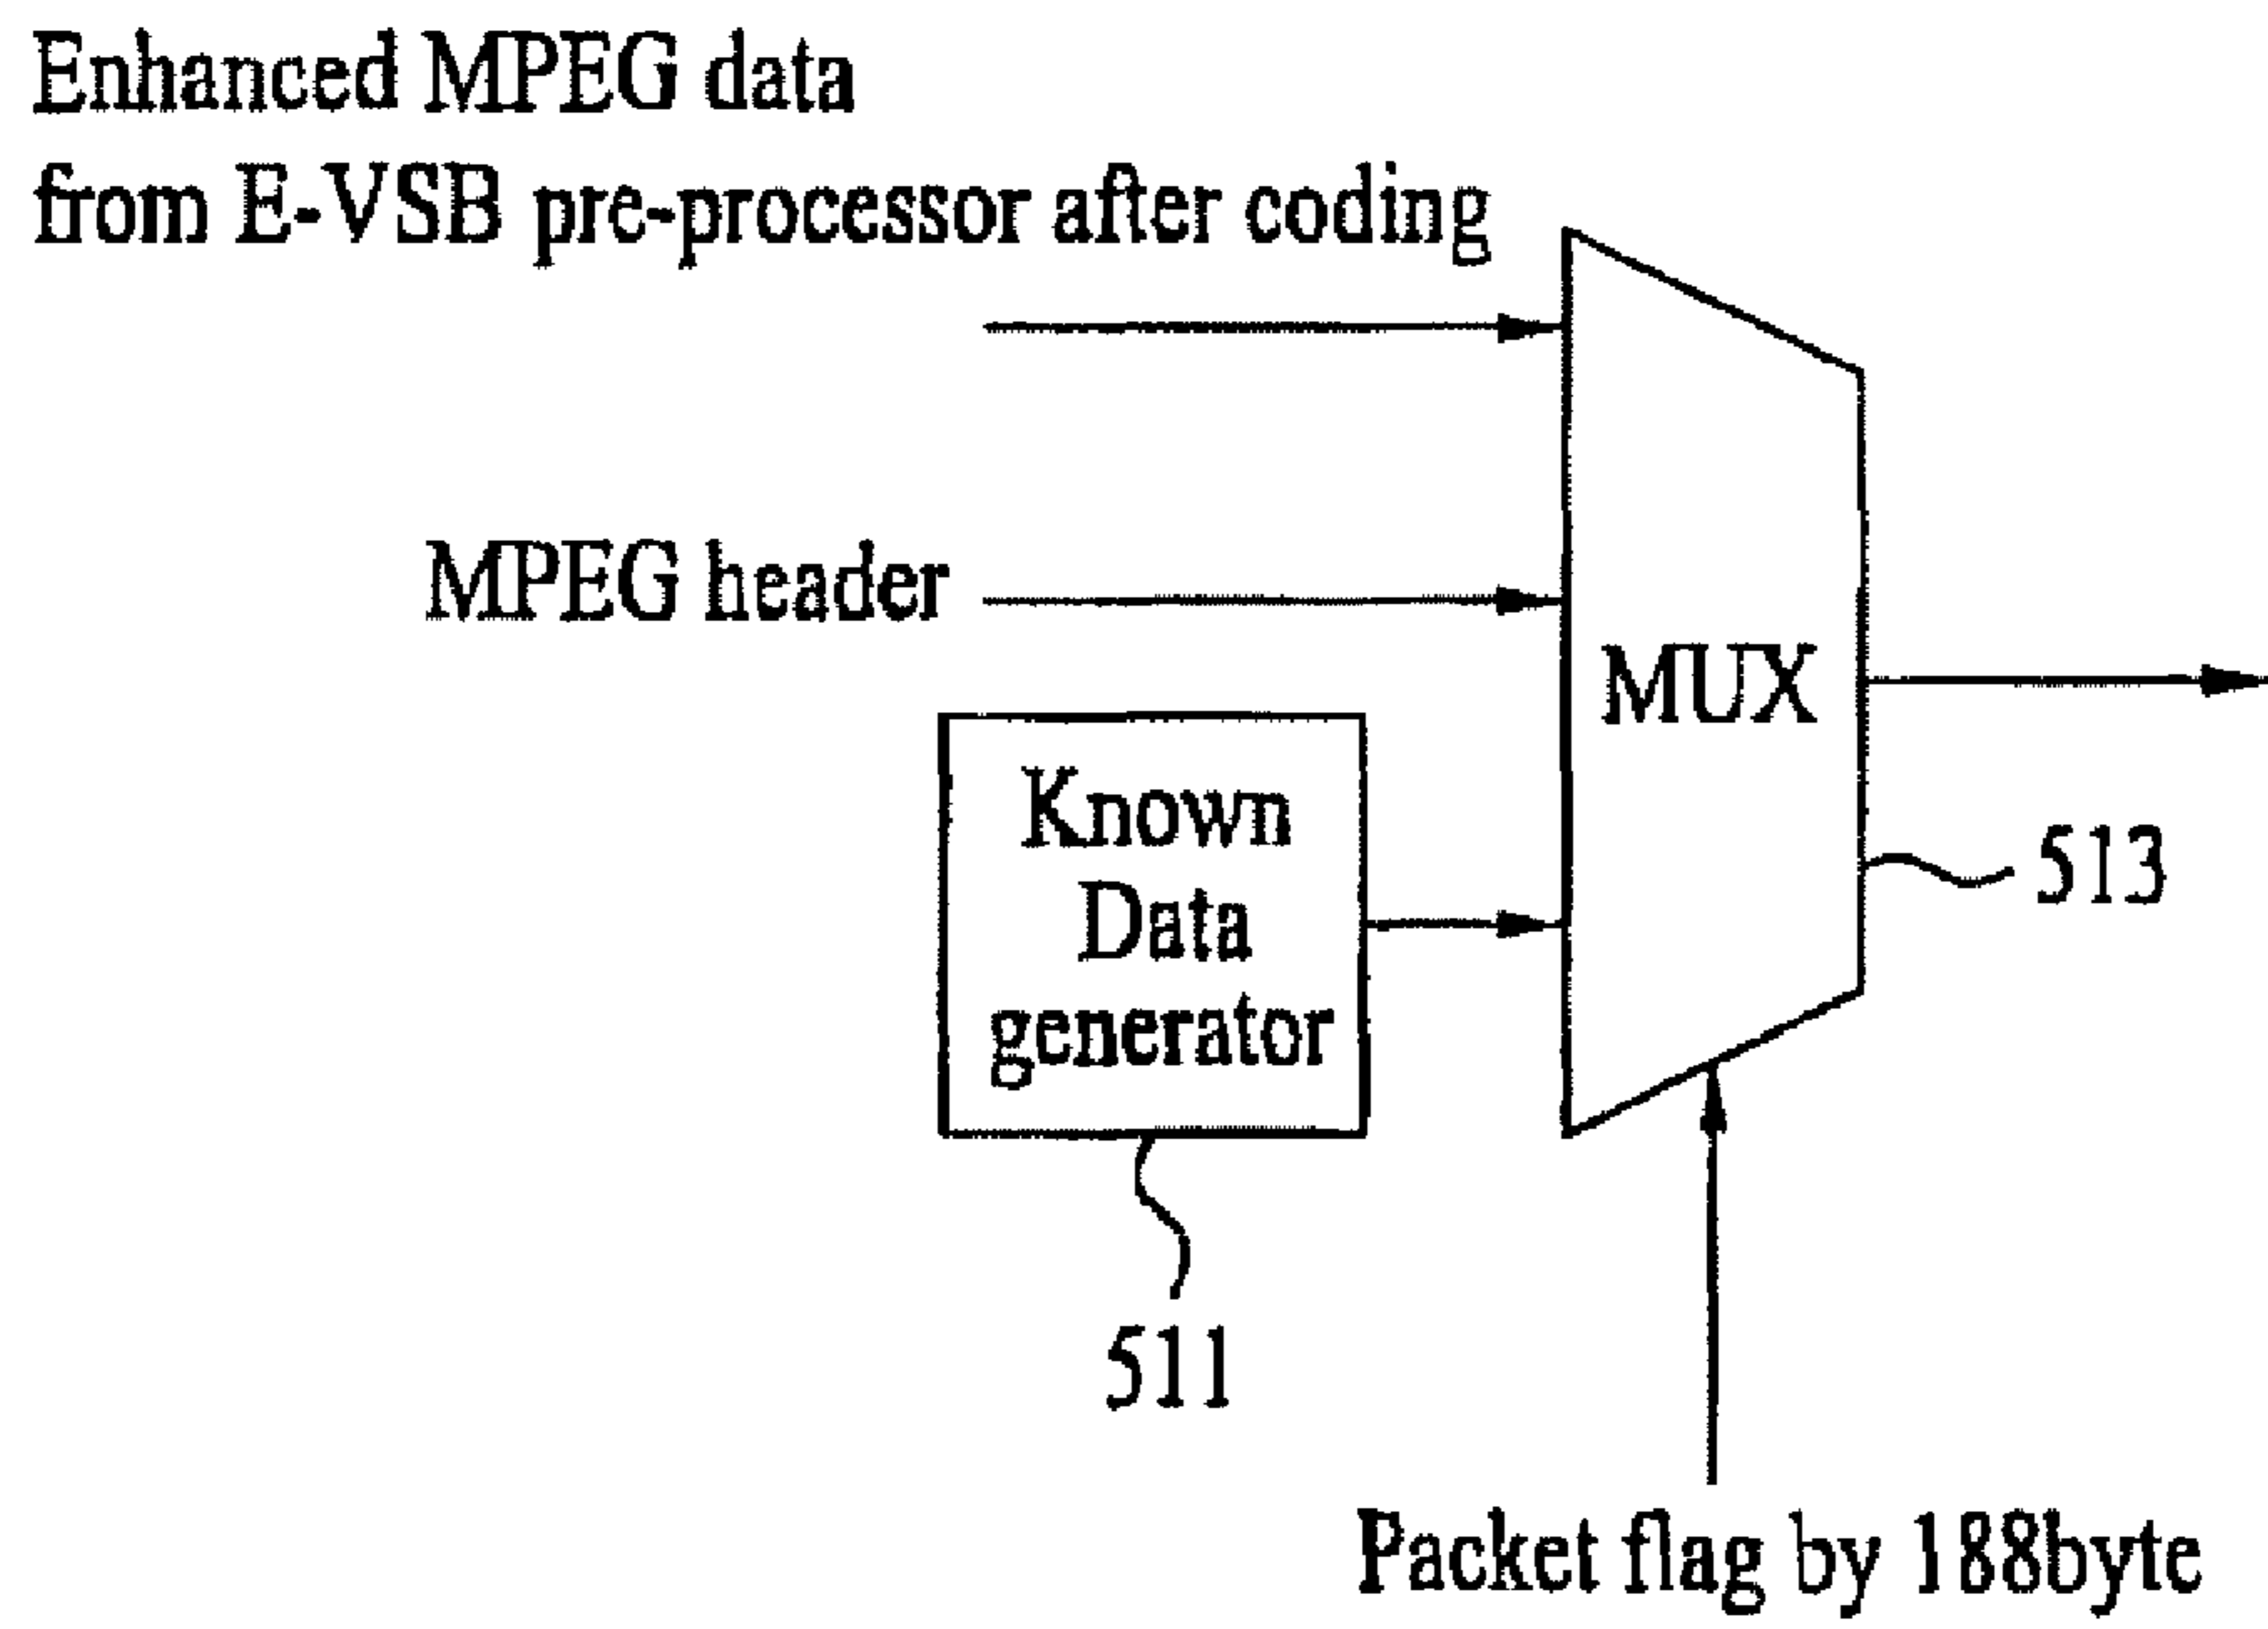 Enhanced MPEG data
from E-VSB pre-processor after coding
MPEG header
MUX
Known
Data
generator
513
511
Packet flag by 188byte